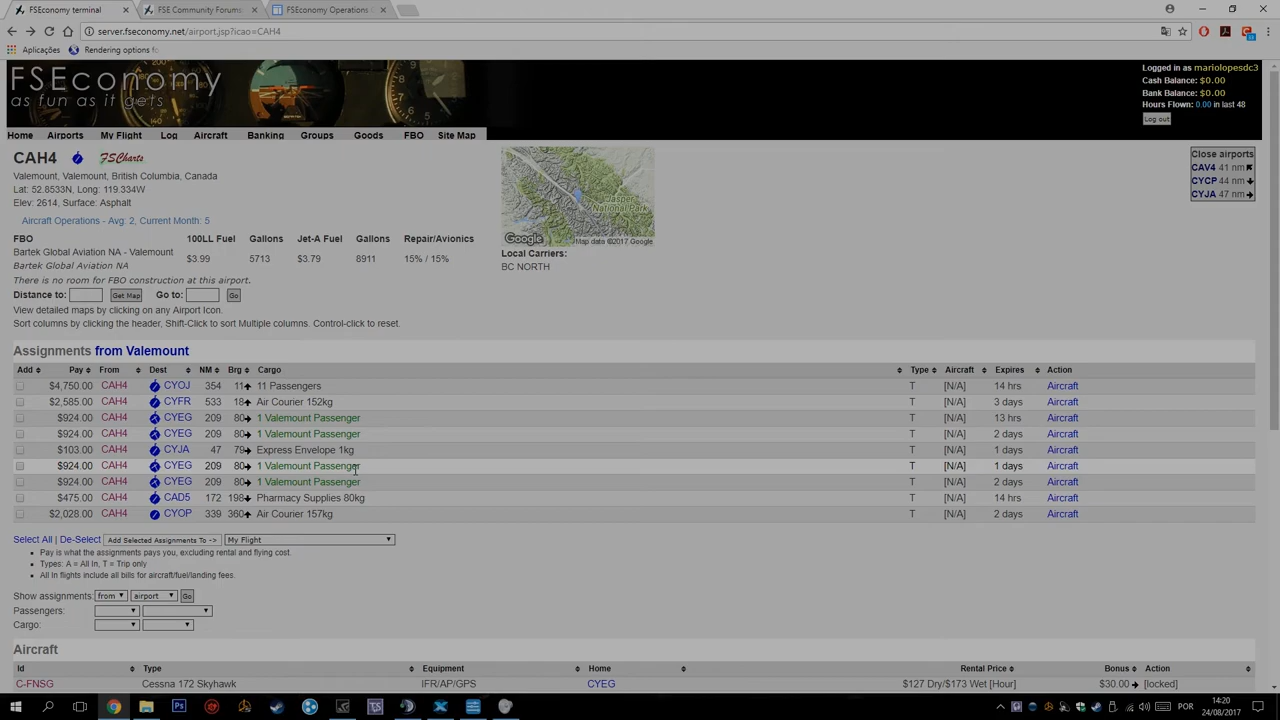 FSEconomy terminal
FSE Community Forums
FSEconomy Operations
server.fseconomy.net/airport.jsp?icao=CAH4
Aplicações Rendering options fo
FSEconomy
as fun as it gets
Logged in as mariolopesdc3
Cash Balance: $0.00
Bank Balance: $0.00
Hours Flown: 0.00 in last 48
Log out
Home Airports My Flight Log Aircraft Banking Groups Goods FBO Site Map
CAH4 FSCharts
Valemount, Valemount, British Columbia, Canada
Lat: 52.8533N, Long: 119.334W
Elev: 2614, Surface: Asphalt
Aircraft Operations - Avg: 2, Current Month: 5
Jasper
National Park
Google Map data ©2017 Google
Local Carriers:
BC NORTH
Close airports
CAV4 41 nm
CYCP 44 nm
CYJA 47 nm
FBO 100LL Fuel Gallons Jet-A Fuel Gallons Repair/Avionics
Bartek Global Aviation NA - Valemount $3.99 5713 $3.79 8911 15% / 15%
Bartek Global Aviation NA
There is no room for FBO construction at this airport.
Distance to: Get Map Go to: Go
View detailed maps by clicking on any Airport Icon.
Sort columns by clicking the header, Shift-Click to sort Multiple columns. Control-click to reset.
Assignments from Valemount
Add Pay From Dest NM Brg Cargo Type Aircraft Expires Action
$4,750.00 CAH4 CYOJ 354 11 11 Passengers T [N/A] 14 hrs Aircraft
$2,585.00 CAH4 CYFR 533 18 Air Courier 152kg T [N/A] 3 days Aircraft
$924.00 CAH4 CYEG 209 80 1 Valemount Passenger T [N/A] 13 hrs Aircraft
$924.00 CAH4 CYEG 209 80 1 Valemount Passenger T [N/A] 2 days Aircraft
$103.00 CAH4 CYJA 47 79 Express Envelope 1kg T [N/A] 1 days Aircraft
$924.00 CAH4 CYEG 209 80 1 Valemount Passenger T [N/A] 1 days Aircraft
$924.00 CAH4 CYEG 209 80 1 Valemount Passenger T [N/A] 2 days Aircraft
$475.00 CAH4 CAD5 172 198 Pharmacy Supplies 80kg T [N/A] 14 hrs Aircraft
$2,028.00 CAH4 CYOP 339 360 Air Courier 157kg T [N/A] 2 days Aircraft
Select All | De-Select Add Selected Assignments To -> My Flight
Pay is what the assignments pays you, excluding rental and flying cost.
Types: A = All In, T = Trip only
All In flights include all bills for aircraft/fuel/landing fees.
Show assignments: from airport Go
Passengers:
Cargo:
Aircraft
Id Type Equipment Home Rental Price Bonus Action
C-FNSG Cessna 172 Skyhawk IFR/AP/GPS CYEG $127 Dry/$173 Wet [Hour] $30.00 [locked]
POR
14:20
24/08/2017